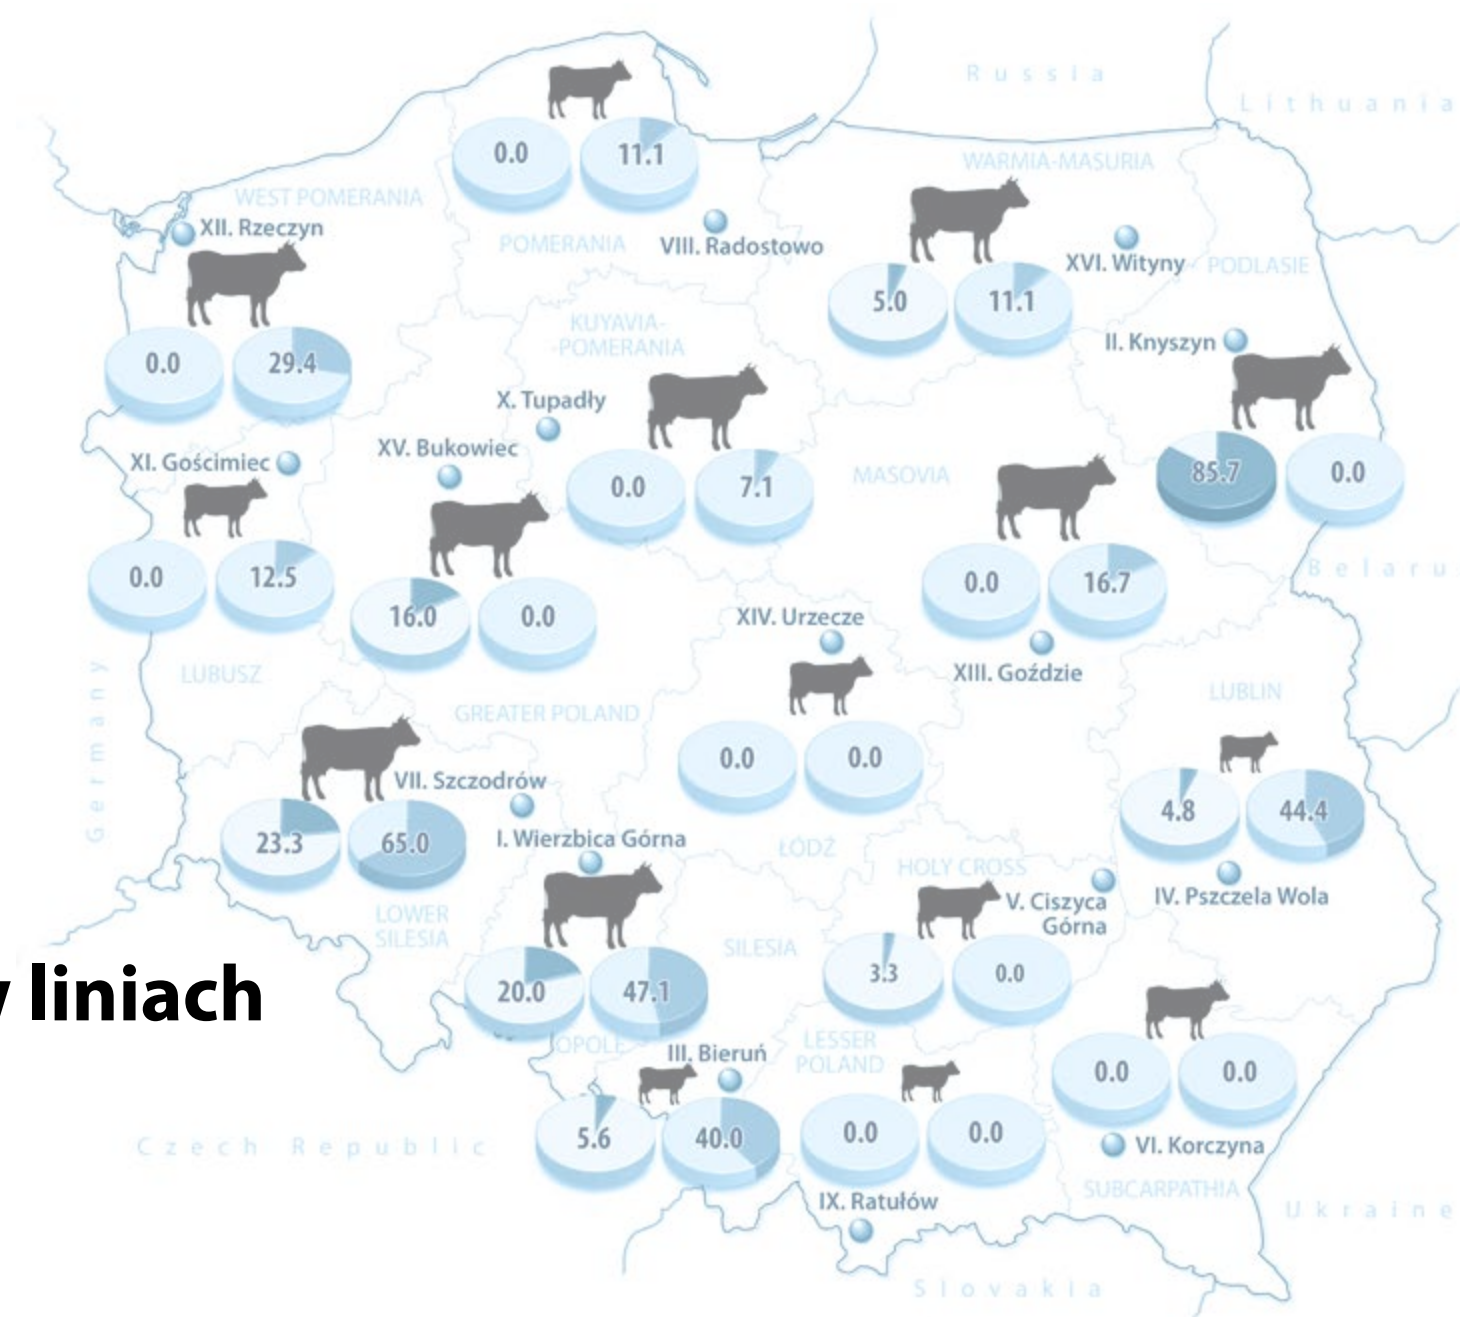 Russia
Lithuania
0.0
11.1
WARMIA-MASURIA
WEST POMERANIA
XII. Rzeczyn
POMERANIA
VIII. Radostowo
XVI. Wityny
PODLASIE
5.0
11.1
KUYAVIA-
-POMERANIA
II. Knyszyn
0.0
29.4
X. Tupadły
XV. Bukowiec
XI. Gościmiec
MASOVIA
85.7
0.0
0.0
7.1
0.0
12.5
16.0
0.0
0.0
16.7
Belaru
XIV. Urzecze
XIII. Goździe
LUBUSZ
LUBLIN
GREATER POLAND
Germany
0.0
0.0
VII. Szczodrów
4.8
44.4
23.3
65.0
I. Wierzbica Górna
ŁÓDŹ
HOLY CROSS
V. Ciszyca
Górna
IV. Pszczela Wola
LOWER
SILESIA
SILESIA
3.3
0.0
liniach
20.0
47.1
OPOLE
III. Bieruń
LESSER
POLAND
0.0
0.0
5.6
40.0
0.0
0.0
Czech Republic
VI. Korczyna
SUBCARPATHIA
IX. Ratułów
Ukraine
Slovakia